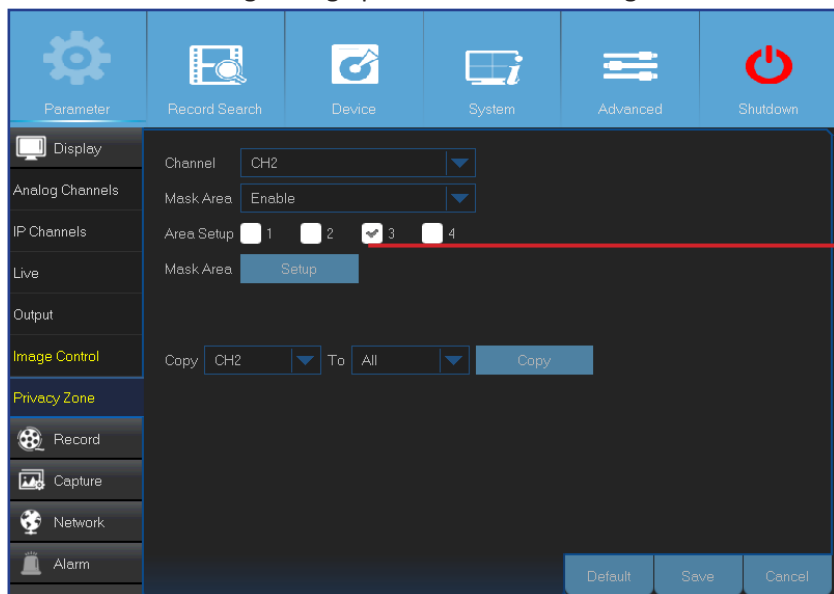 Parameter Record Search Device System Advanced Shutdown
Display
Analog Channels
IP Channels
Live
Output
Image Control
Privacy Zone
Record
Capture
Network
Alarm
Channel CH2
Mask Area Enable
Area Setup 1 2 3 4
Mask Area Setup
Copy CH2 To All Copy
Default Save Cancel